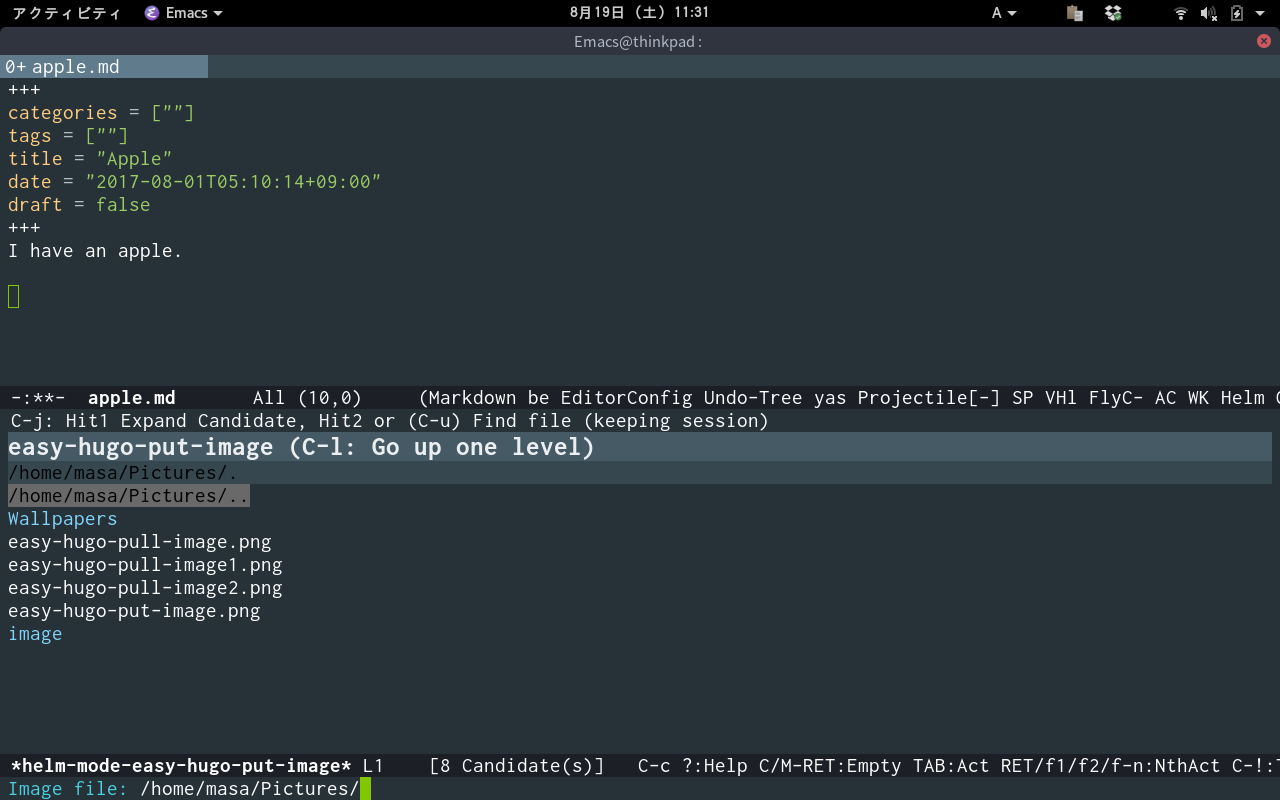 アクティビティ Emacs 8月19日 (土) 11:31 A
Emacs@thinkpad:
0+ apple.md
+++
categories = [""]
tags = [""]
title = "Apple"
date = "2017-08-01T05:10:14+09:00"
draft = false
+++
I have an apple.
-:**- apple.md All (10,0) (Markdown be EditorConfig Undo-Tree yas Projectile[-] SP VHl FlyC- AC WK Helm
C-j: Hit1 Expand Candidate, Hit2 or (C-u) Find file (keeping session)
easy-hugo-put-image (C-l: Go up one level)
/home/masa/Pictures/.
/home/masa/Pictures/..
Wallpapers
easy-hugo-pull-image.png
easy-hugo-pull-image1.png
easy-hugo-pull-image2.png
easy-hugo-put-image.png
image
*helm-mode-easy-hugo-put-image* L1 [8 Candidate(s)] C-c ?:Help C/M-RET:Empty TAB:Act RET/f1/f2/f-n:NthAct C-!:
Image file: /home/masa/Pictures/